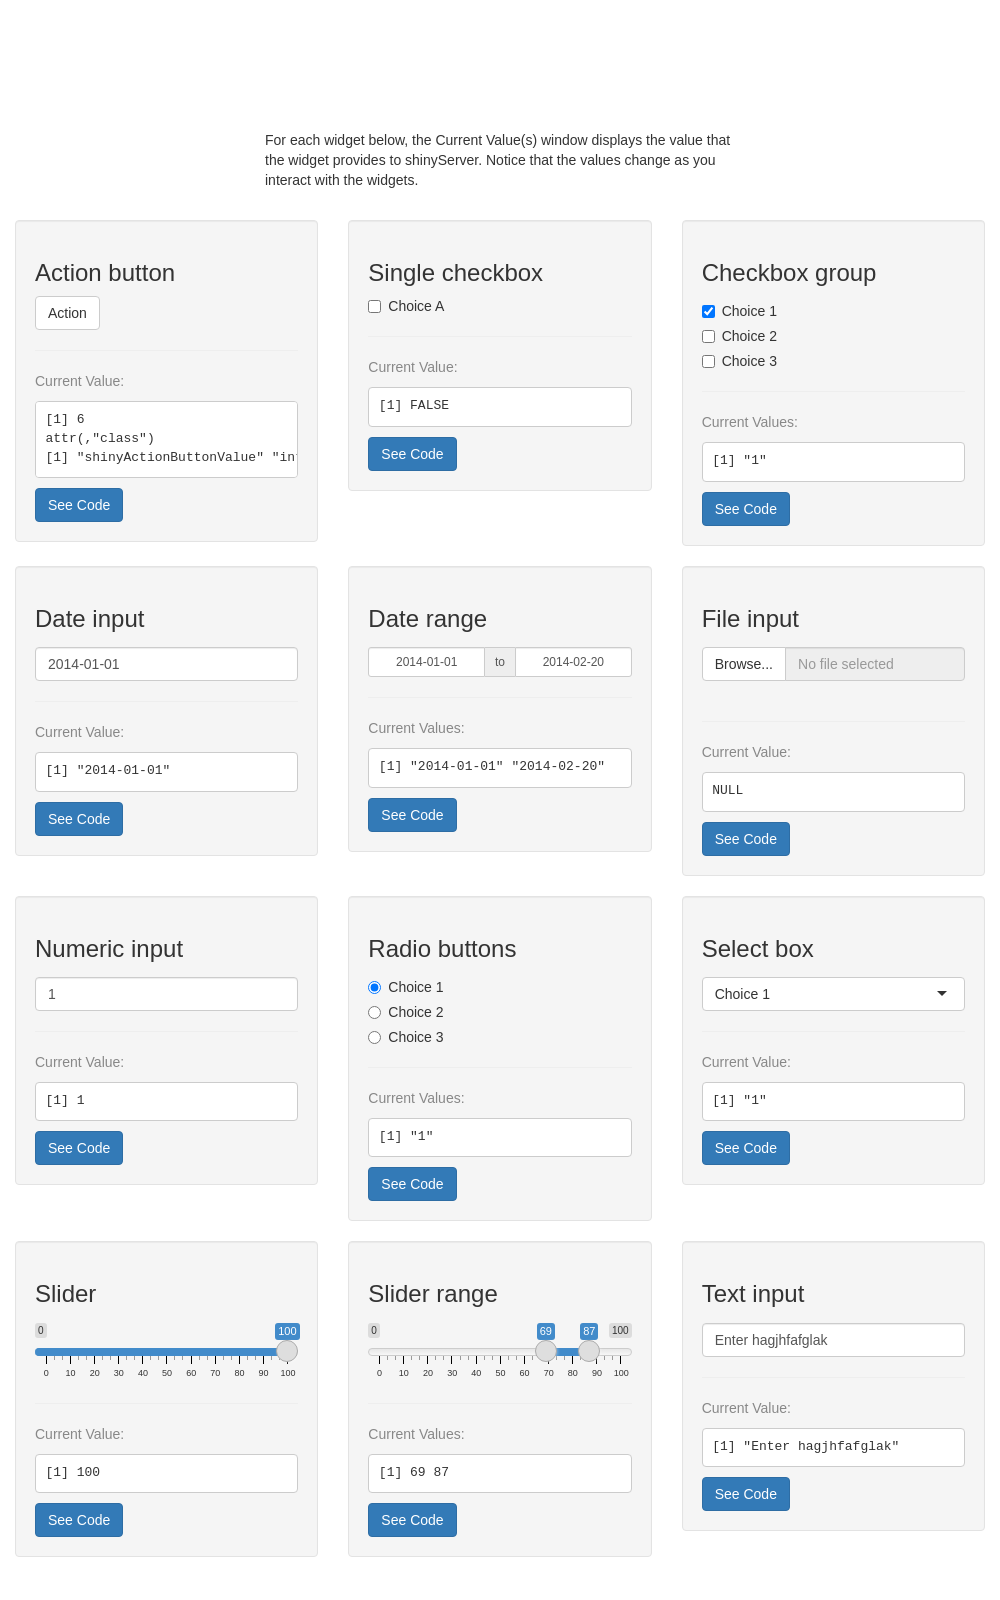 For each widget below, the Current Value(s) window displays the value that
the widget provides to shinyServer. Notice that the values change as you
interact with the widgets.
Action button
Action
Current Value:
[1] 6
attr(,"class")
[1] "shinyActionButtonValue" "in
See Code
Single checkbox
Choice A
Current Value:
[1] FALSE
See Code
Checkbox group
Choice 1
Choice 2
Choice 3
Current Values:
[1] "1"
See Code
Date input
2014-01-01
Current Value:
[1] "2014-01-01"
See Code
Date range
2014-01-01 to 2014-02-20
Current Values:
[1] "2014-01-01" "2014-02-20"
See Code
File input
Browse... No file selected
Current Value:
NULL
See Code
Numeric input
1
Current Value:
[1] 1
See Code
Radio buttons
Choice 1
Choice 2
Choice 3
Current Values:
[1] "1"
See Code
Select box
Choice 1
Current Value:
[1] "1"
See Code
Slider
0 100
0 10 20 30 40 50 60 70 80 90 100
Current Value:
[1] 100
See Code
Slider range
0 69 87 100
0 10 20 30 40 50 60 70 80 90 100
Current Values:
[1] 69 87
See Code
Text input
Enter hagjhfafglak
Current Value:
[1] "Enter hagjhfafglak"
See Code